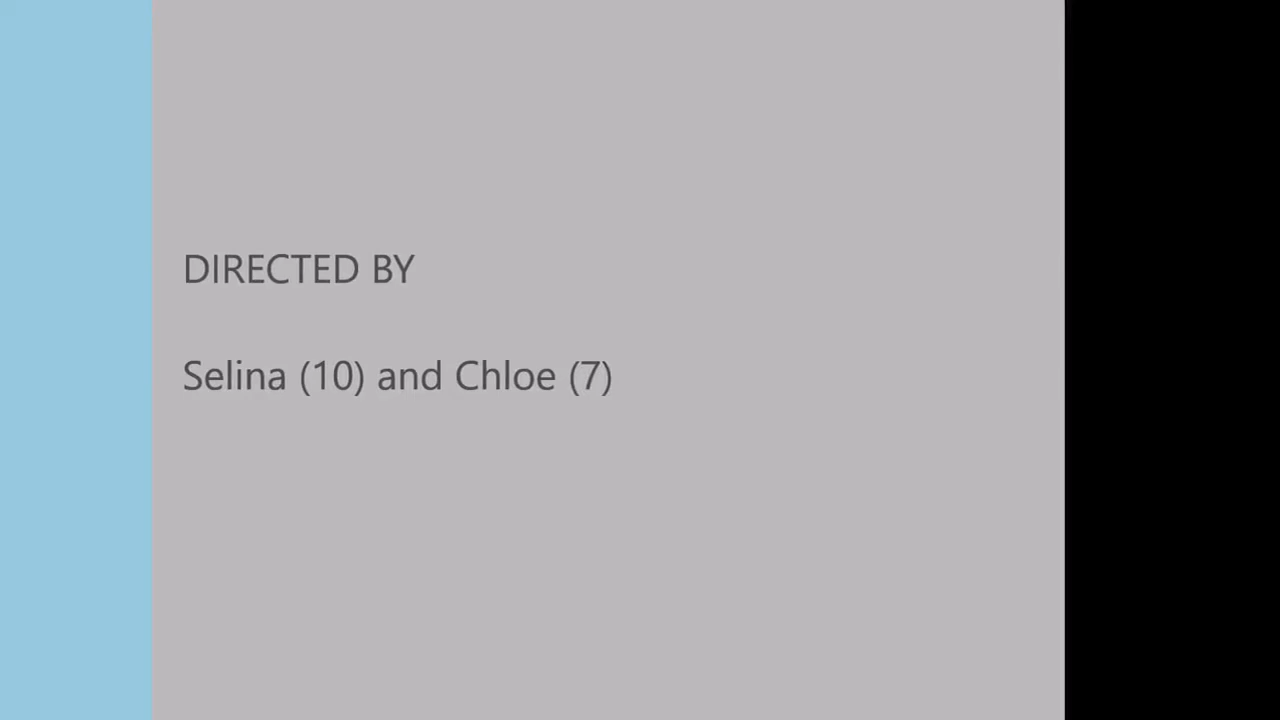 DIRECTED BY
Selina (10) and Chloe (7)